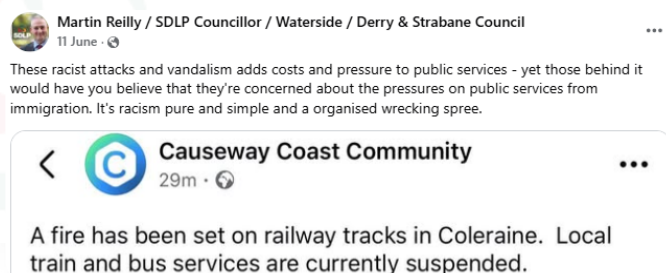 Martin Reilly / SDLP Councillor / Waterside / Derry & Strabane Council
11 June ·
These racist attacks and vandalism adds costs and pressure to public services - yet those behind it
would have you believe that they're concerned about the pressures on public services from
immigration. It's racism pure and simple and a organised wrecking spree.
Causeway Coast Community
29m ·
A fire has been set on railway tracks in Coleraine. Local
train and bus services are currently suspended.